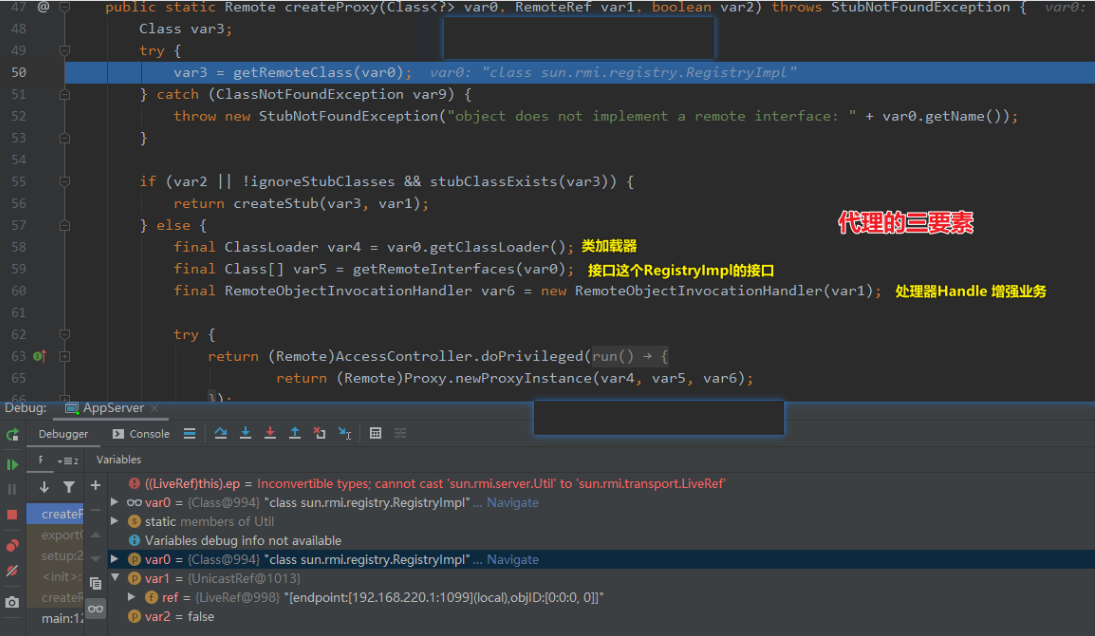 47 @ public static Remote createProxy(Class<?> var0, RemoteRef var1, boolean var2) throws StubNotFoundException { var0:
48 Class var3;
49 try {
50 var3 = getRemoteClass(var0); var0: "class sun.rmi.registry.RegistryImpl"
51 } catch (ClassNotFoundException var9) {
52 throw new StubNotFoundException("object does not implement a remote interface: " + var0.getName());
53 }
54
55 if (var2 || !ignoreStubClasses && stubClassExists(var3)) {
56 return createStub(var3, var1);
代理的三要素
57 } else {
58 final ClassLoader var4 = var0.getClassLoader(); 类加载器
59 final Class[] var5 = getRemoteInterfaces(var0); 接口这个RegistryImpl的接口
60 final RemoteObjectInvocationHandler var6 = new RemoteObjectInvocationHandler(var1); 处理器Handle 增强业务
61
62 try {
63 return (Remote)AccessController.doPrivileged(run() → {
65 return (Remote)Proxy.newProxyInstance(var4, var5, var6);
66 });
Debug: AppServer ×
Debugger Console
F 2 Variables
((LiveRef)this).ep = Inconvertible types; cannot cast 'sun.rmi.server.Util' to 'sun.rmi.transport.LiveRef'
var0 = {Class@994} "class sun.rmi.registry.RegistryImpl" ... Navigate
createP
static members of Util
exportO
Variables debug info not available
setup:2
var0 = {Class@994} "class sun.rmi.registry.RegistryImpl" ... Navigate
<init>:
var1 = {UnicastRef@1013}
createR
ref = {LiveRef@998} "[endpoint:[192.168.220.1:1099](local),objID:[0:0:0, 0]]"
main:12
var2 = false